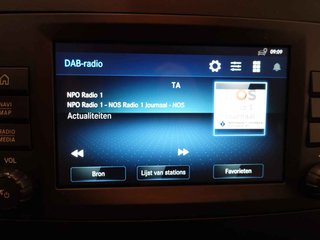 09:09
DAB-radio
TA
NPO Radio 1
NPO Radio 1 - NOS Radio 1 Journaal - NOS
Actualiteiten
OS
NAVI
MAP
RADIO
MEDIA
VOL
Bron
Lijst van stations
Favorieten